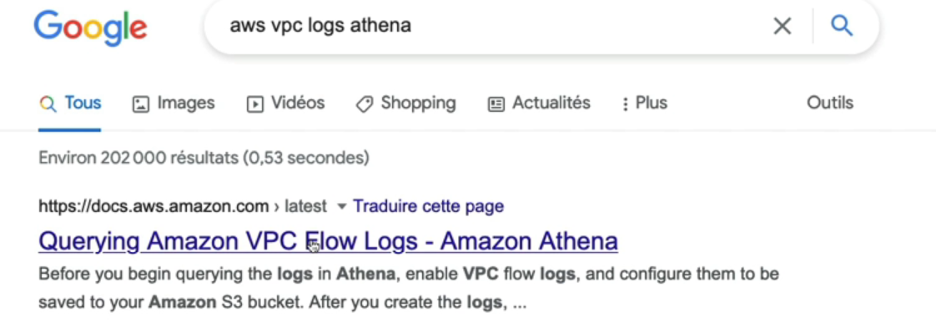 Google
aws vpc logs athena
Tous Images Vidéos Shopping Actualités Plus Outils
Environ 202 000 résultats (0,53 secondes)
https://docs.aws.amazon.com › latest Traduire cette page
Querying Amazon VPC Flow Logs - Amazon Athena
Before you begin querying the logs in Athena, enable VPC flow logs, and configure them to be
saved to your Amazon S3 bucket. After you create the logs, ...